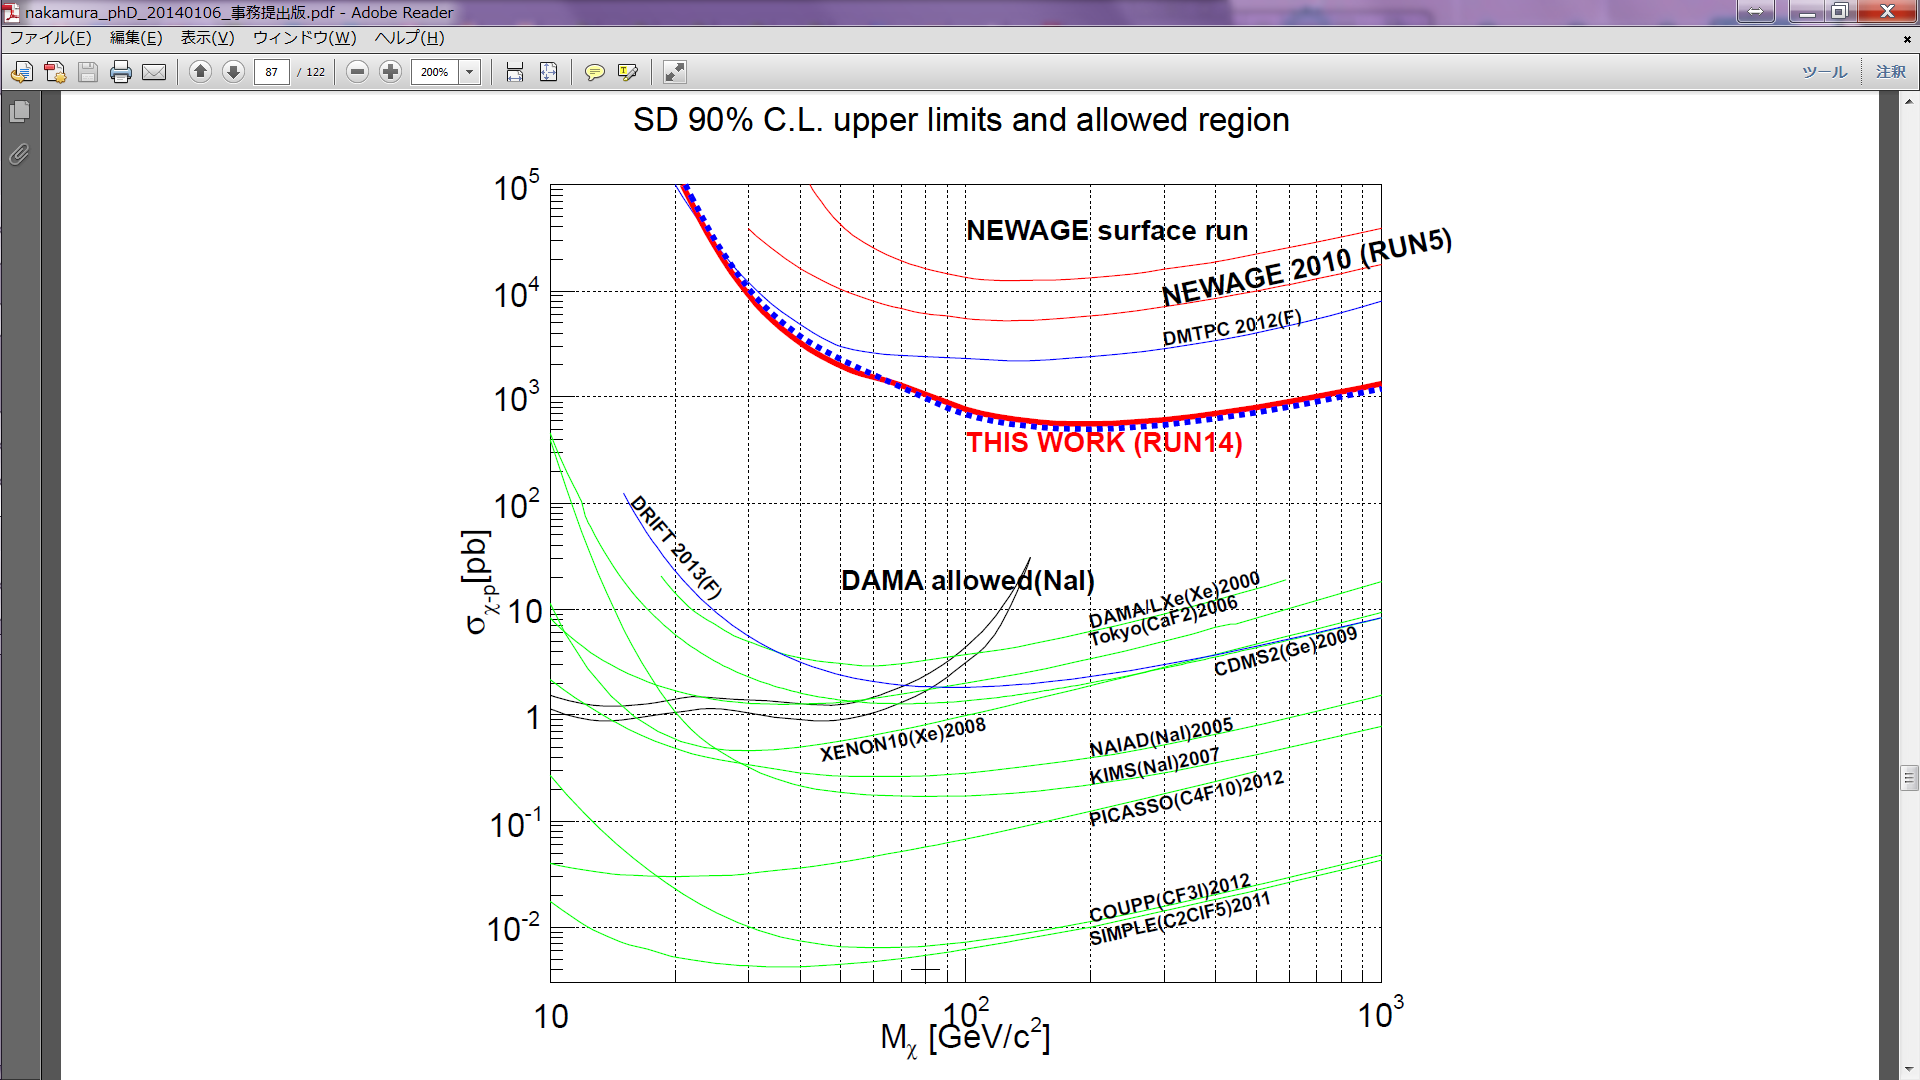 nakamura_phD_20140106_事務提出版.pdf - Adobe Reader
ファイル(F) 編集(E) 表示(V) ウィンドウ(W) ヘルプ(H)
87 / 122 200% ツール 注釈
SD 90% C.L. upper limits and allowed region
10^5
NEWAGE surface run
NEWAGE 2010 (RUN5)
10^4
DMTPC 2012(F)
10^3
THIS WORK (RUN14)
10^2
DRIFT 2013(F)
σχ-p[pb]
DAMA allowed(NaI)
DAMA/LXe(Xe)2000
10
Tokyo(CaF2)2006
CDMS2(Ge)2009
1
XENON10(Xe)2008
NAIAD(NaI)2005
KIMS(NaI)2007
PICASSO(C4F10)2012
10^-1
COUPP(CF3I)2012
SIMPLE(C2ClF5)2011
10^-2
10 10^2 10^3
Mχ [GeV/c^2]